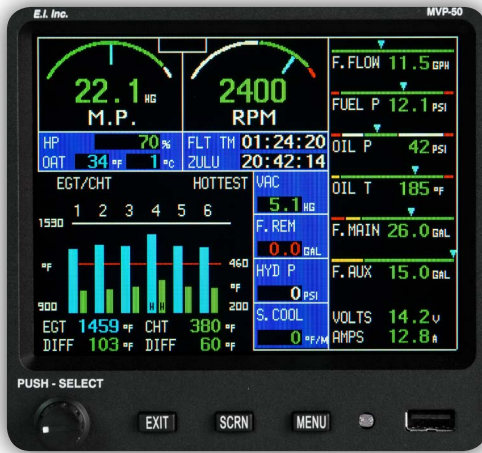 E.I. Inc. MVP-50
22.1 HG
M.P.
2400
RPM
HP 70 %
OAT 34 °F 1 °C
FLT TM 01:24:20
ZULU 20:42:14
F.FLOW 11.5 GPH
FUEL P 12.1 PSI
OIL P 42 PSI
OIL T 185 °F
F.MAIN 26.0 GAL
F.AUX 15.0 GAL
VOLTS 14.2 V
AMPS 12.8 A
EGT/CHT HOTTEST
1 2 3 4 5 6
1530
°F 460
°F
900 H H 200
EGT 1459 °F CHT 380 °F
DIFF 103 °F DIFF 60 °F
VAC
5.1 HG
F.REM
0.0 GAL
HYD P
0 PSI
S.COOL
0 °F/M
PUSH - SELECT
EXIT SCRN MENU